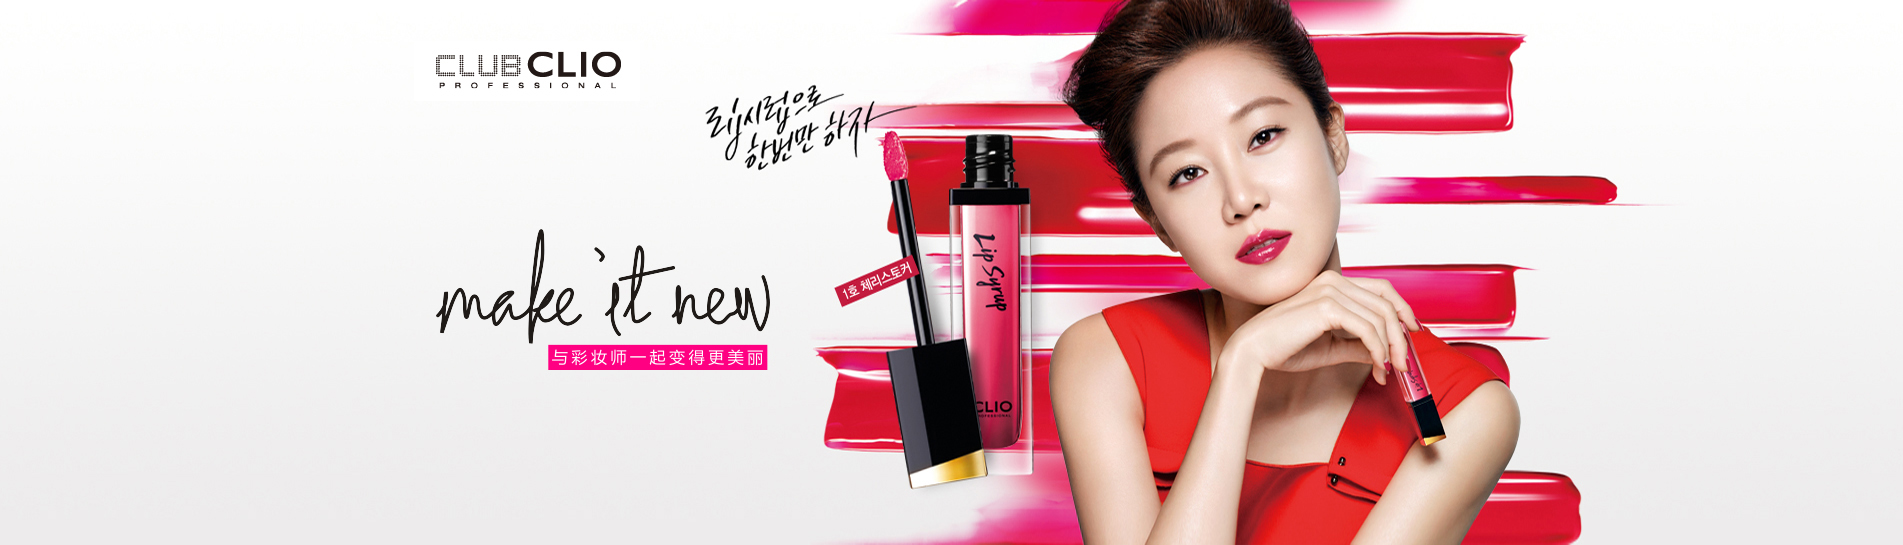 CLUB CLIO
PROFESSIONAL
립시럽으로
한번만 하자
make it new
与彩妆师一起变得更美丽
1호 체리스토커
Lip Syrup
CLIO
PROFESSIONAL